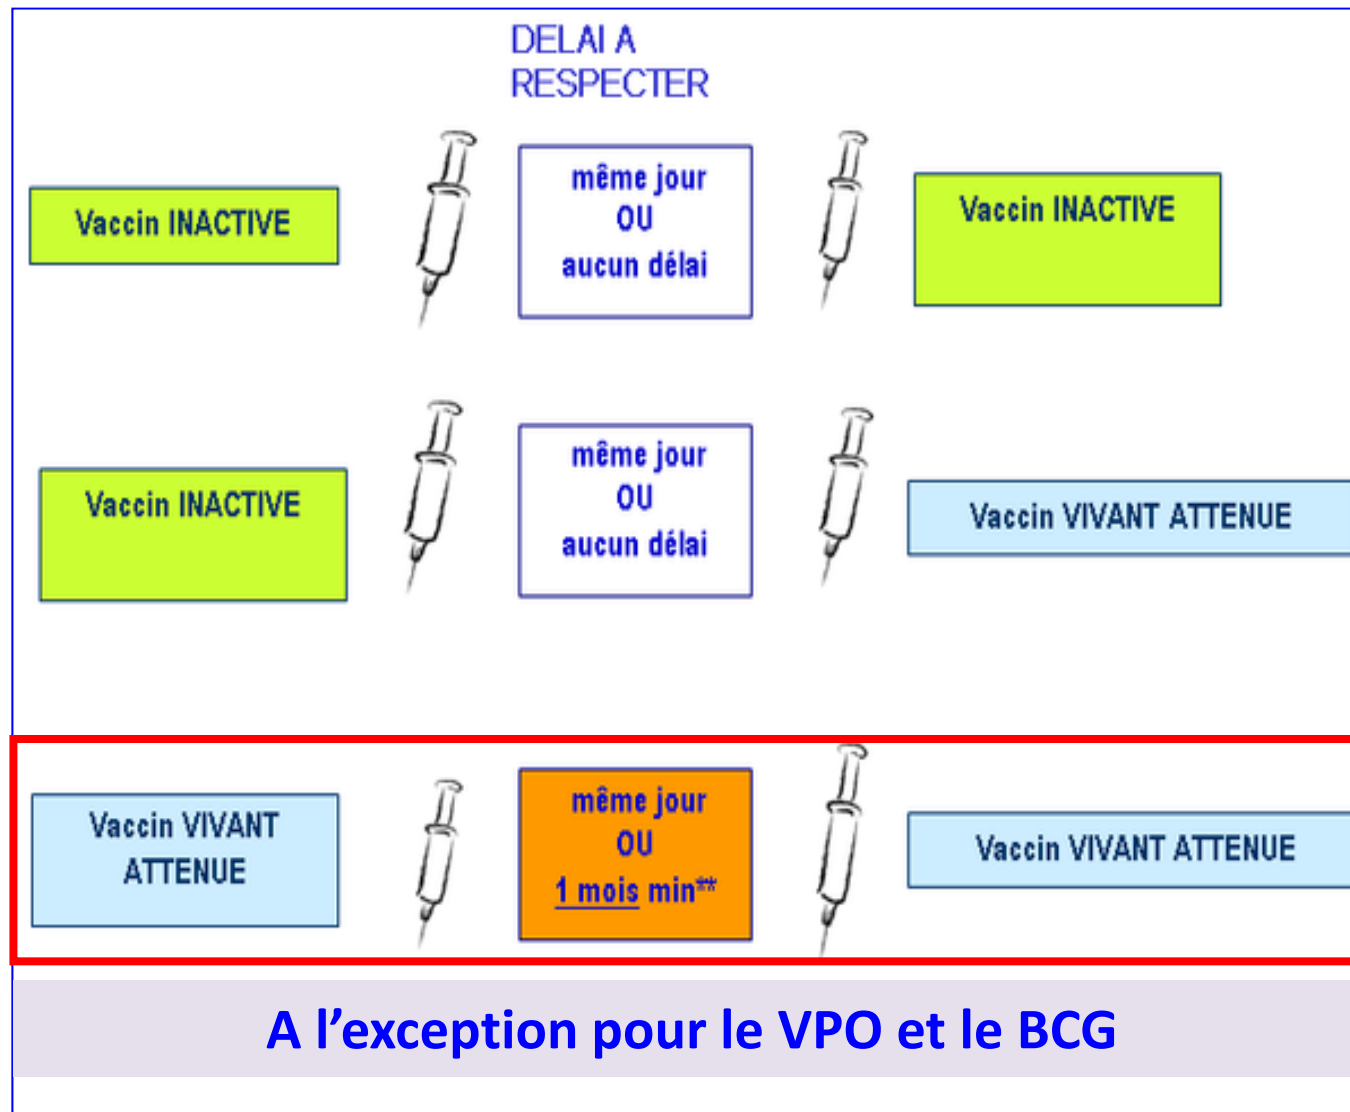 DELAI A
RESPECTER
Vaccin INACTIVE
même jour
OU
aucun délai
Vaccin INACTIVE
Vaccin INACTIVE
même jour
OU
aucun délai
Vaccin VIVANT ATTENUE
Vaccin VIVANT
ATTENUE
même jour
OU
1 mois min**
Vaccin VIVANT ATTENUE
A l’exception pour le VPO et le BCG